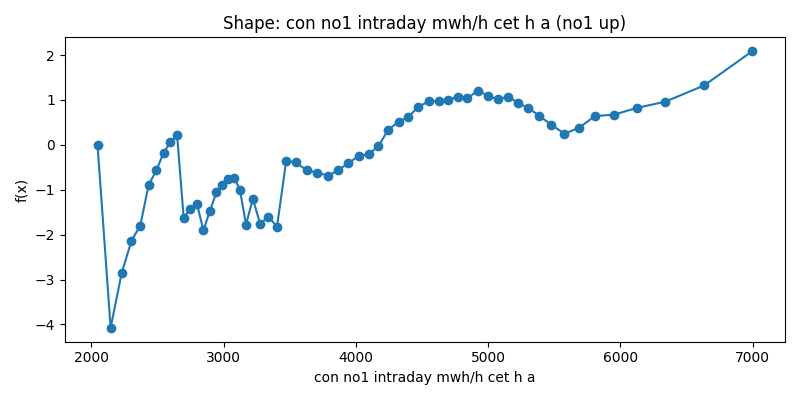 Shape: con no1 intraday mwh/h cet h a (no1 up)
f(x)
2
1
0
−1
−2
−3
−4
2000 3000 4000 5000 6000 7000
con no1 intraday mwh/h cet h a